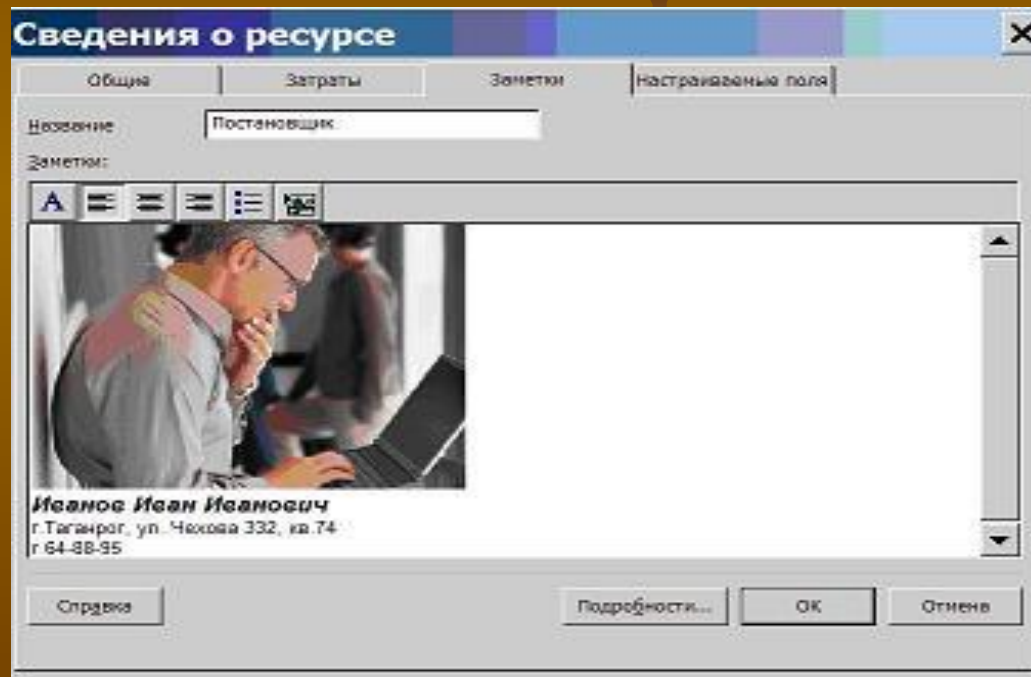 Сведения о ресурсе
Общие Затраты Заметки Настраиваемые поля
Название Постановщик
Заметки:
A
Иванов Иван Иванович
г.Таганрог, ул. Чехова 332, кв.74
т 64-88-95
Справка Подробности... ОК Отмена